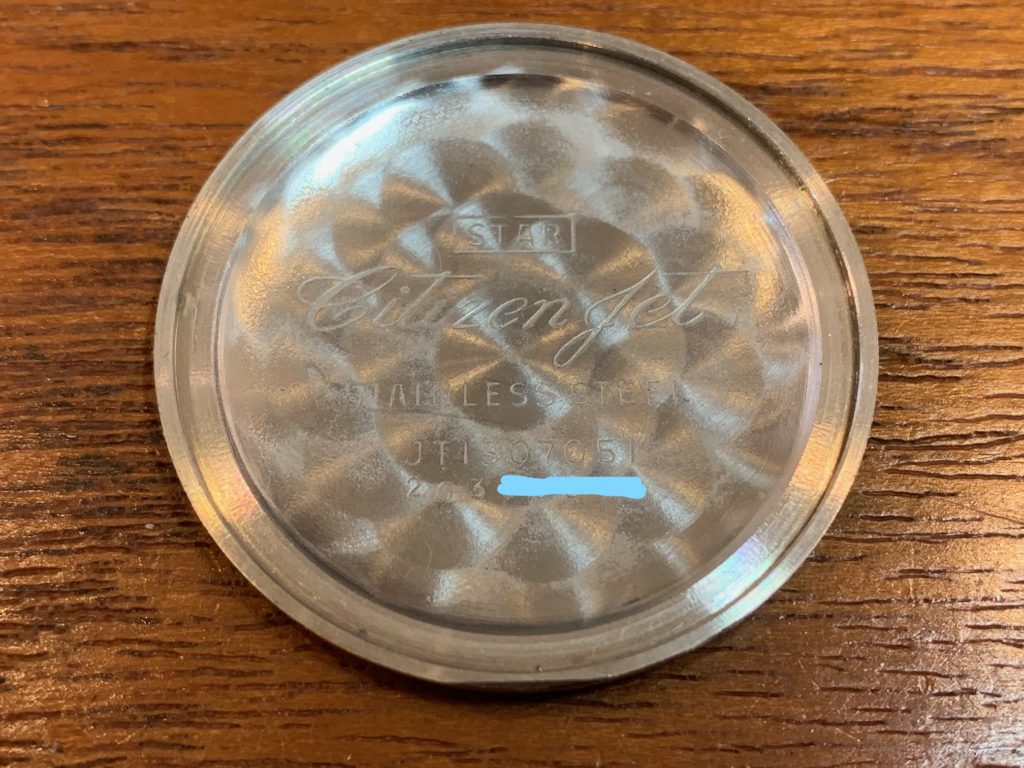 STAR
Citizen Jet
STAINLESS STEEL
JT1907051
203